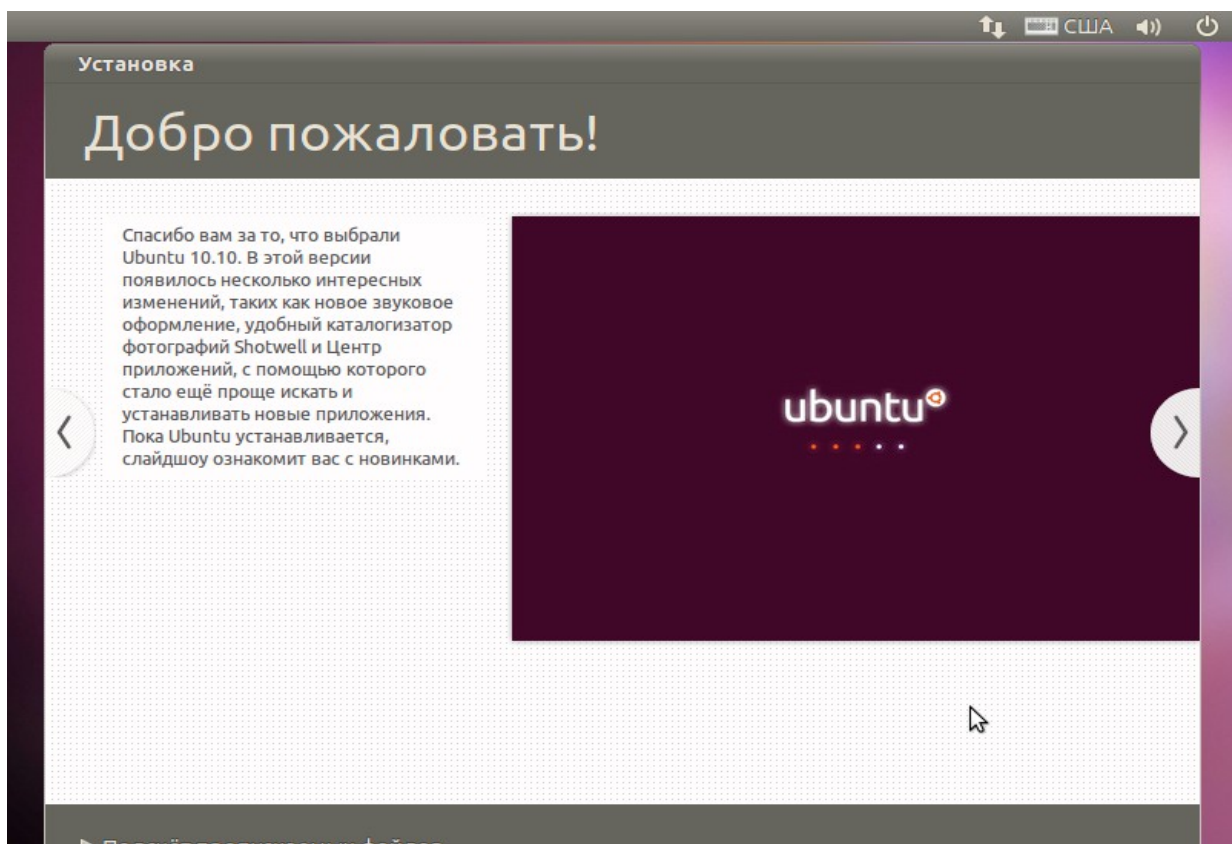 США
Установка
Добро пожаловать!
Спасибо вам за то, что выбрали
Ubuntu 10.10. В этой версии
появилось несколько интересных
изменений, таких как новое звуковое
оформление, удобный каталогизатор
фотографий Shotwell и Центр
приложений, с помощью которого
стало ещё проще искать и
устанавливать новые приложения.
Пока Ubuntu устанавливается,
слайдшоу ознакомит вас с новинками.
ubuntu